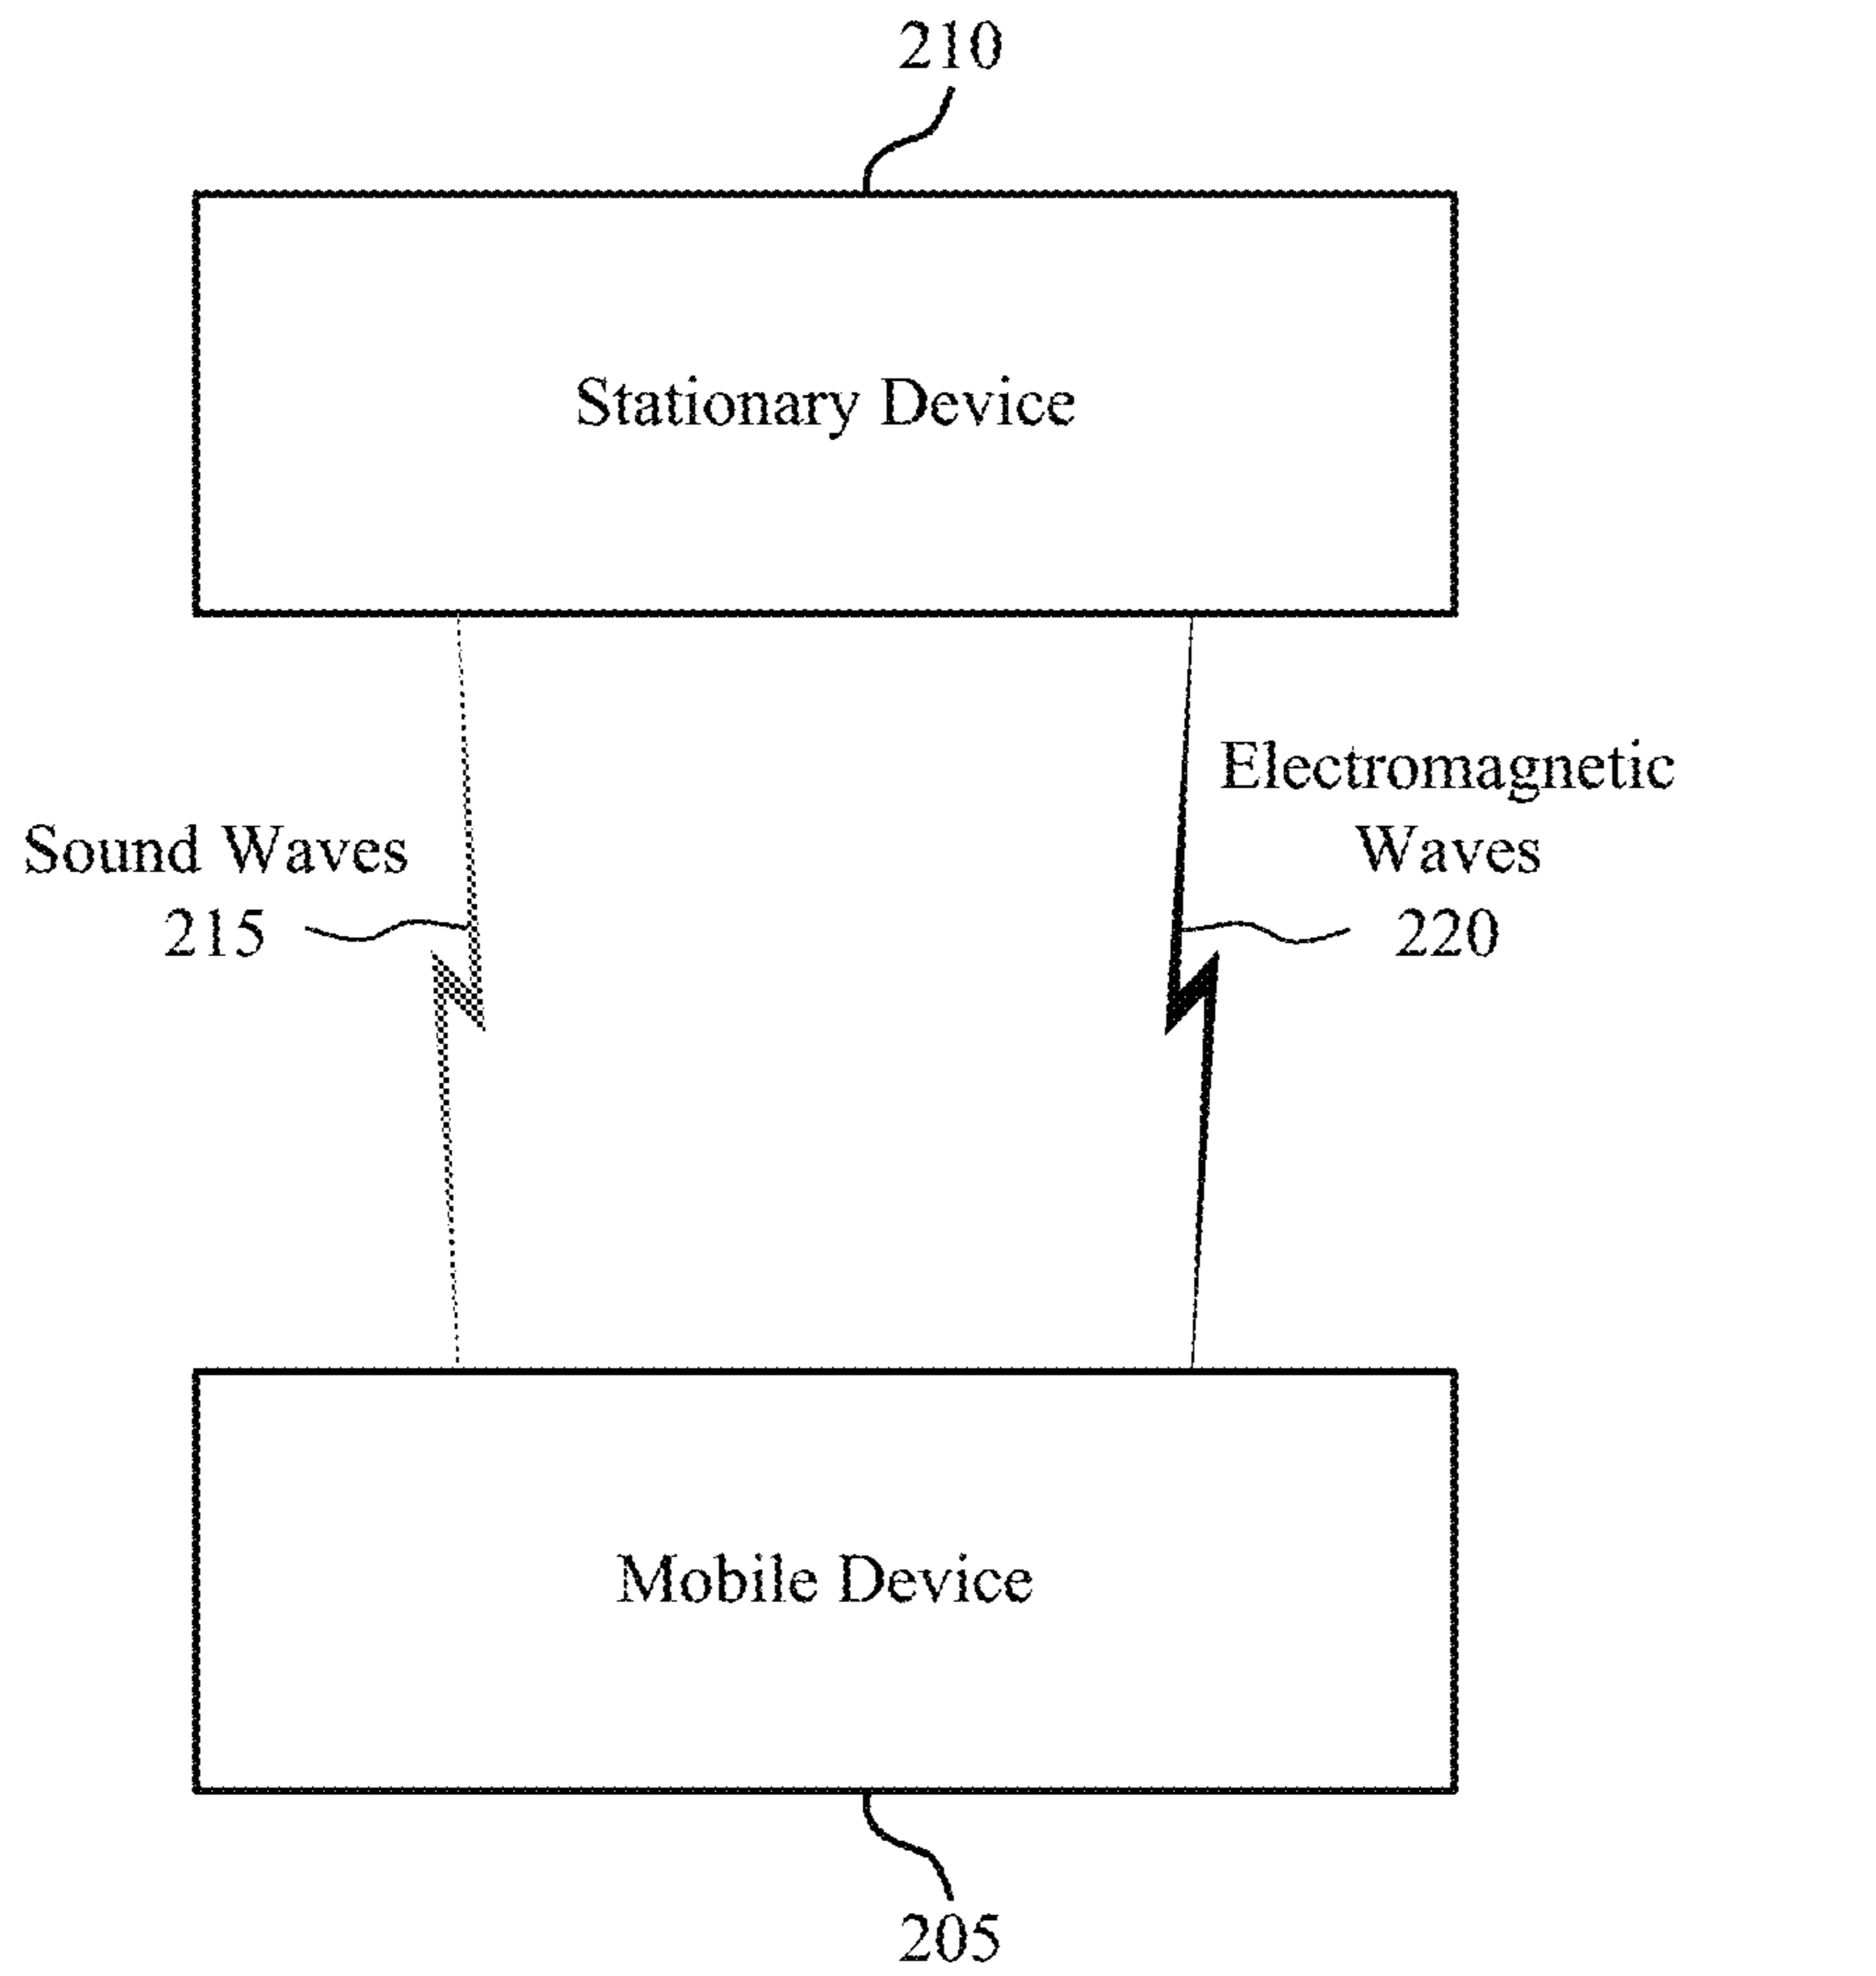 210
Stationary Device
Electromagnetic
Waves
220
Sound Waves
215
Mobile Device
205